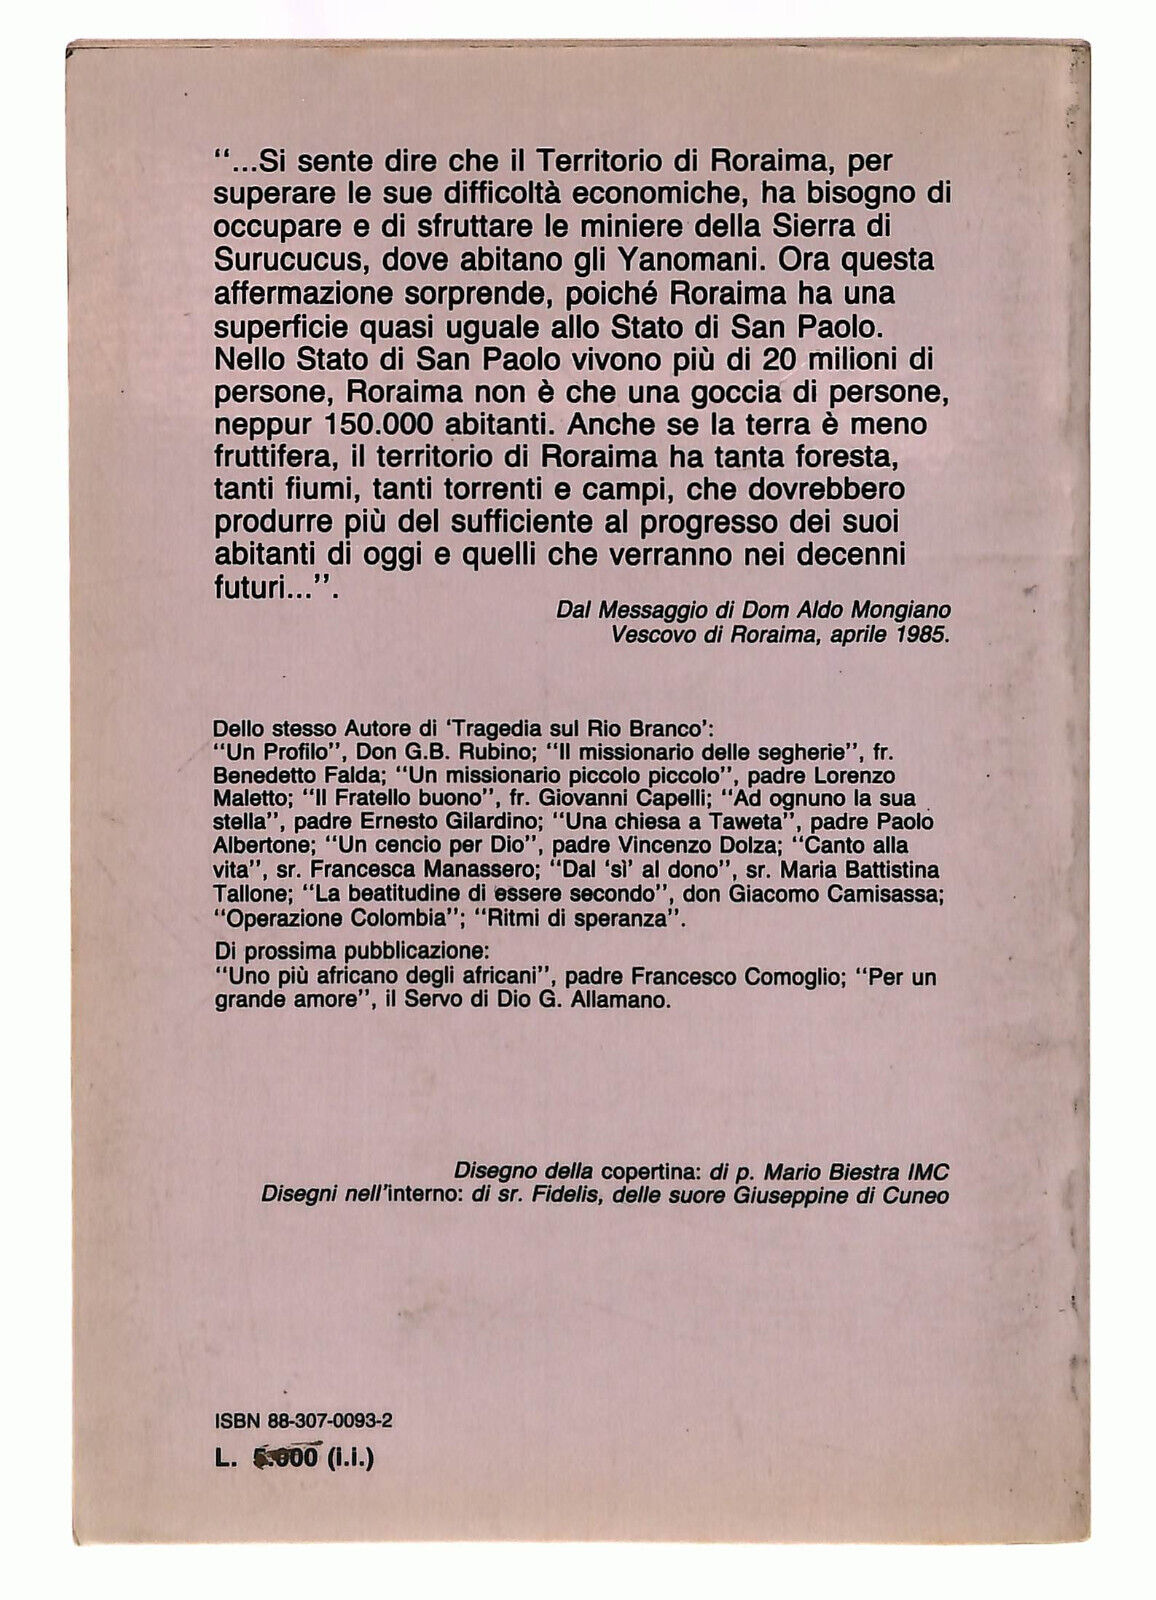 “...Si sente dire che il Territorio di Roraima, per
superare le sue difficoltà economiche, ha bisogno di
occupare e di sfruttare le miniere della Sierra di
Surucucus, dove abitano gli Yanomani. Ora questa
affermazione sorprende, poiché Roraima ha una
superficie quasi uguale allo Stato di San Paolo.
Nello Stato di San Paolo vivono più di 20 milioni di
persone, Roraima non è che una goccia di persone,
neppur 150.000 abitanti. Anche se la terra è meno
fruttifera, il territorio di Roraima ha tanta foresta,
tanti fiumi, tanti torrenti e campi, che dovrebbero
produrre più del sufficiente al progresso dei suoi
abitanti di oggi e quelli che verranno nei decenni
futuri...”.
Dal Messaggio di Dom Aldo Mongiano
Vescovo di Roraima, aprile 1985.
Dello stesso Autore di ‘Tragedia sul Rio Branco’:
“Un Profilo”, Don G.B. Rubino; “Il missionario delle segherie”, fr.
Benedetto Falda; “Un missionario piccolo piccolo”, padre Lorenzo
Maletto; “Il Fratello buono”, fr. Giovanni Capelli; “Ad ognuno la sua
stella”, padre Ernesto Gilardino; “Una chiesa a Taweta”, padre Paolo
Albertone; “Un cencio per Dio”, padre Vincenzo Dolza; “Canto alla
vita”, sr. Francesca Manassero; “Dal ‘sì’ al dono”, sr. Maria Battistina
Tallone; “La beatitudine di essere secondo”, don Giacomo Camisassa;
“Operazione Colombia”; “Ritmi di speranza”.
Di prossima pubblicazione:
“Uno più africano degli africani”, padre Francesco Comoglio; “Per un
grande amore”, il Servo di Dio G. Allamano.
Disegno della copertina: di p. Mario Biestra IMC
Disegni nell’interno: di sr. Fidelis, delle suore Giuseppine di Cuneo
ISBN 88-307-0093-2
L. 5.000 (i.i.)